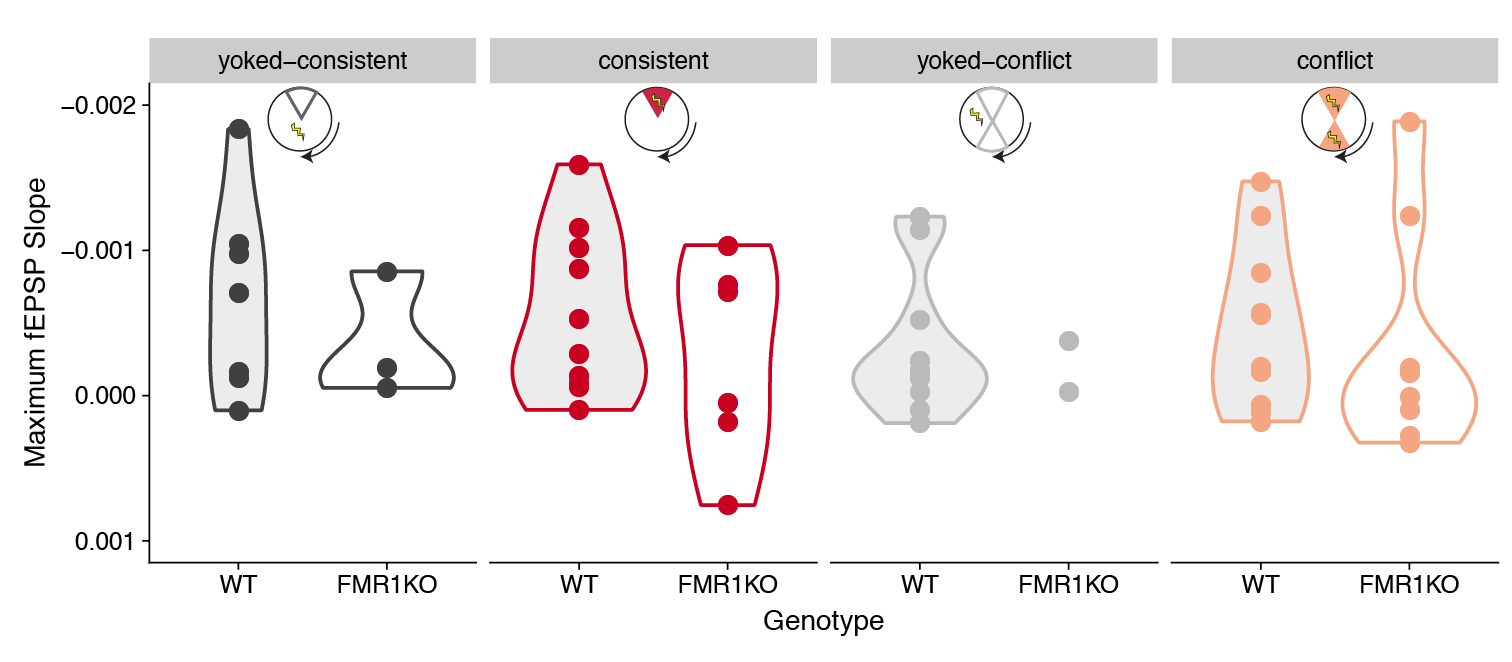 yoked−consistent
consistent
yoked−conflict
conflict
Maximum fEPSP Slope
−0.002
−0.001
0.000
0.001
WT
FMR1KO
WT
FMR1KO
WT
FMR1KO
WT
FMR1KO
Genotype